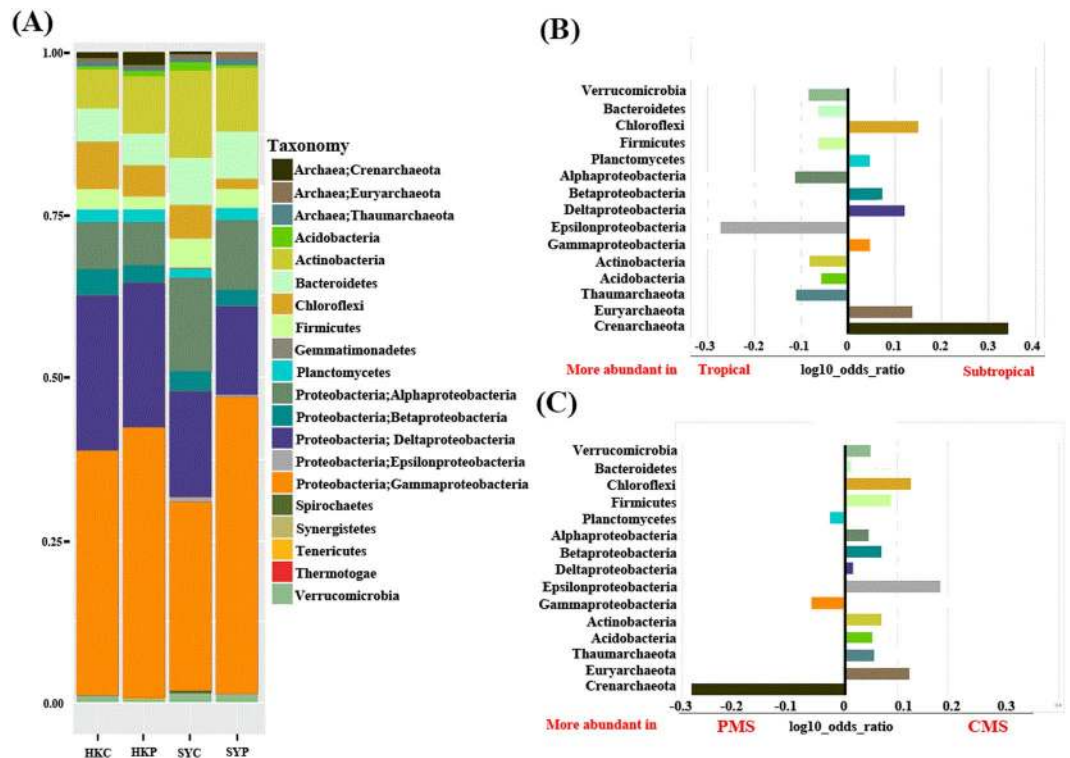 (A)
1.00
0.75
0.50
0.25
0.00
HKC HKP SYC SYP
Taxonomy
Archaea;Crenarchaeota
Archaea;Euryarchaeota
Archaea;Thaumarchaeota
Acidobacteria
Actinobacteria
Bacteroidetes
Chloroflexi
Firmicutes
Gemmatimonadetes
Planctomycetes
Proteobacteria;Alphaproteobacteria
Proteobacteria;Betaproteobacteria
Proteobacteria; Deltaproteobacteria
Proteobacteria;Epsilonproteobacteria
Proteobacteria;Gammaproteobacteria
Spirochaetes
Synergistetes
Tenericutes
Thermotogae
Verrucomicrobia
(B)
Verrucomicrobia
Bacteroidetes
Chloroflexi
Firmicutes
Planctomycetes
Alphaproteobacteria
Betaproteobacteria
Deltaproteobacteria
Epsilonproteobacteria
Gammaproteobacteria
Actinobacteria
Acidobacteria
Thaumarchaeota
Euryarchaeota
Crenarchaeota
-0.3 -0.2 -0.1 0 0.1 0.2 0.3 0.4
More abundant in Tropical log10_odds_ratio Subtropical
(C)
Verrucomicrobia
Bacteroidetes
Chloroflexi
Firmicutes
Planctomycetes
Alphaproteobacteria
Betaproteobacteria
Deltaproteobacteria
Epsilonproteobacteria
Gammaproteobacteria
Actinobacteria
Acidobacteria
Thaumarchaeota
Euryarchaeota
Crenarchaeota
-0.3 -0.2 -0.1 0 0.1 0.2 0.3
More abundant in PMS log10_odds_ratio CMS